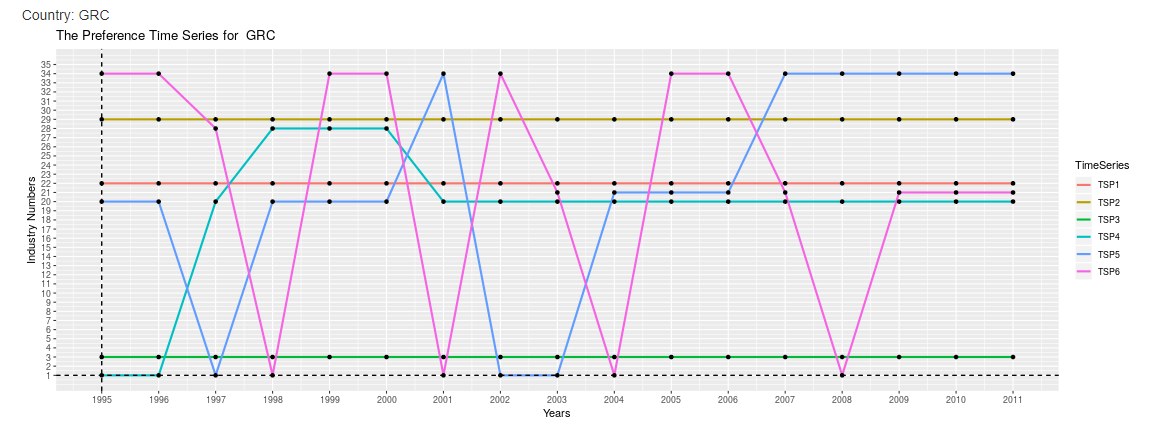 Country: GRC
The Preference Time Series for  GRC
Industry Numbers
35
34
33
32
31
30
29
28
27
26
25
24
23
22
21
20
19
18
17
16
15
14
13
12
11
10
9
8
7
6
5
4
3
2
1
1995 1996 1997 1998 1999 2000 2001 2002 2003 2004 2005 2006 2007 2008 2009 2010 2011
Years
TimeSeries
TSP1
TSP2
TSP3
TSP4
TSP5
TSP6